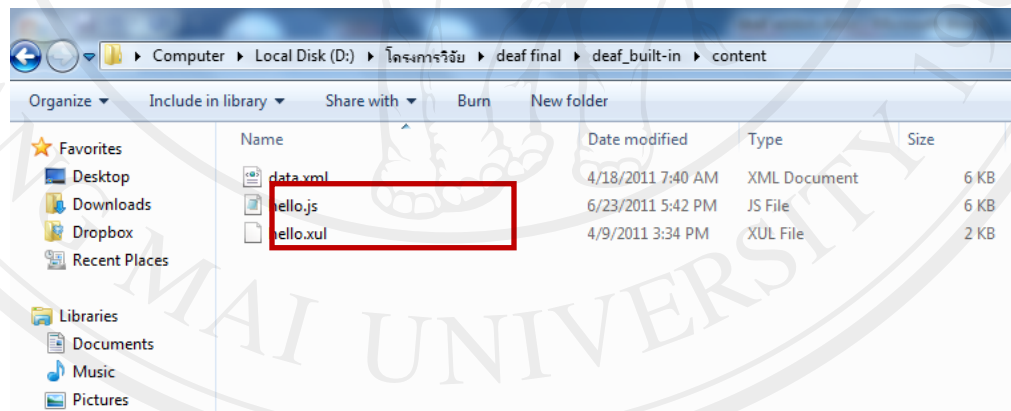 Computer ▸ Local Disk (D:) ▸ โครงการวิจัย ▸ deaf final ▸ deaf_built-in ▸ content
Organize Include in library Share with Burn New folder
Name Date modified Type Size
Favorites
Desktop
Downloads
Dropbox
Recent Places
Libraries
Documents
Music
Pictures
data.xml 4/18/2011 7:40 AM XML Document 6 KB
hello.js 6/23/2011 5:42 PM JS File 6 KB
hello.xul 4/9/2011 3:34 PM XUL File 2 KB
MAI UNIVERSITY